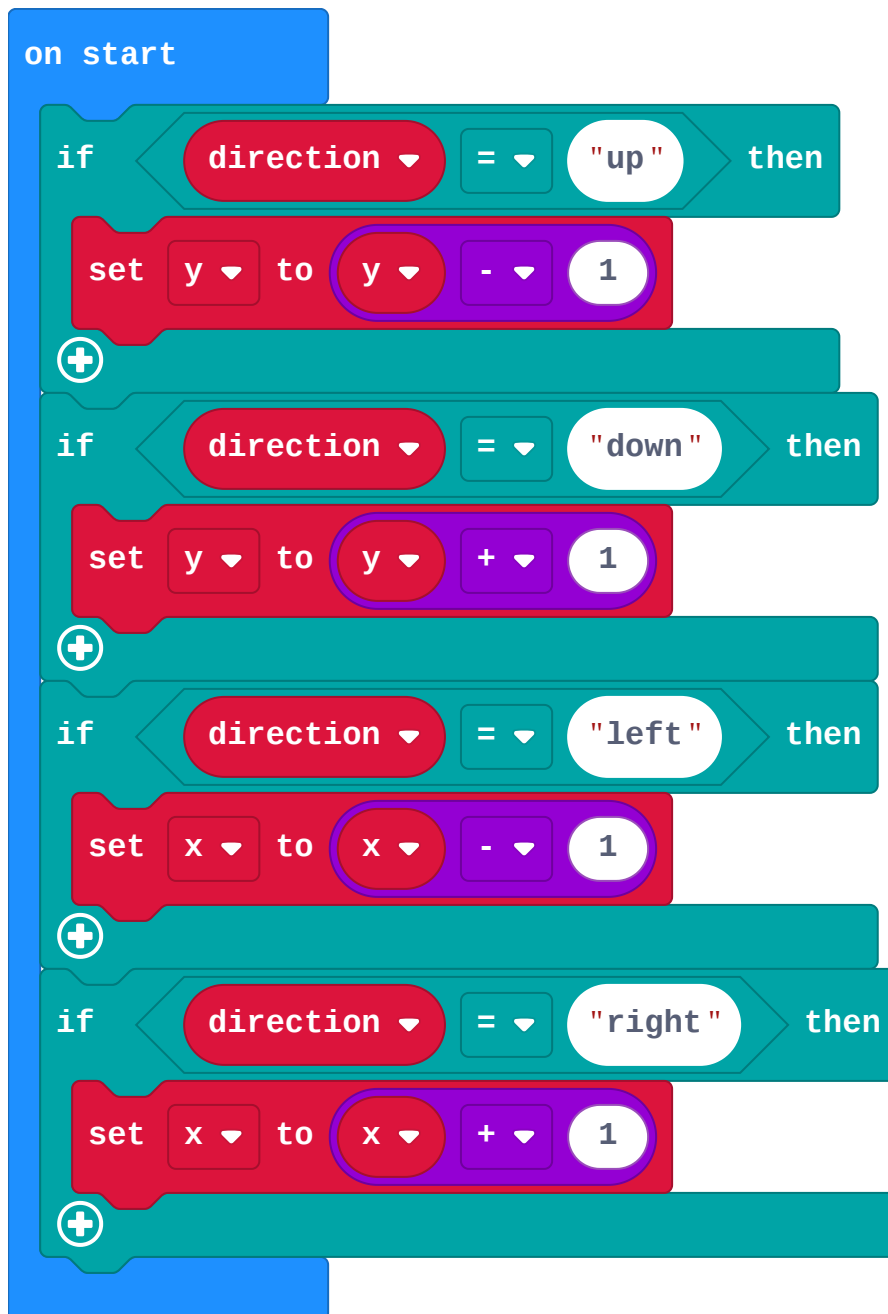 on start
if direction = "up" then
set y to y - 1
if direction = "down" then
set y to y + 1
if direction = "left" then
set x to x - 1
if direction = "right" then
set x to x + 1